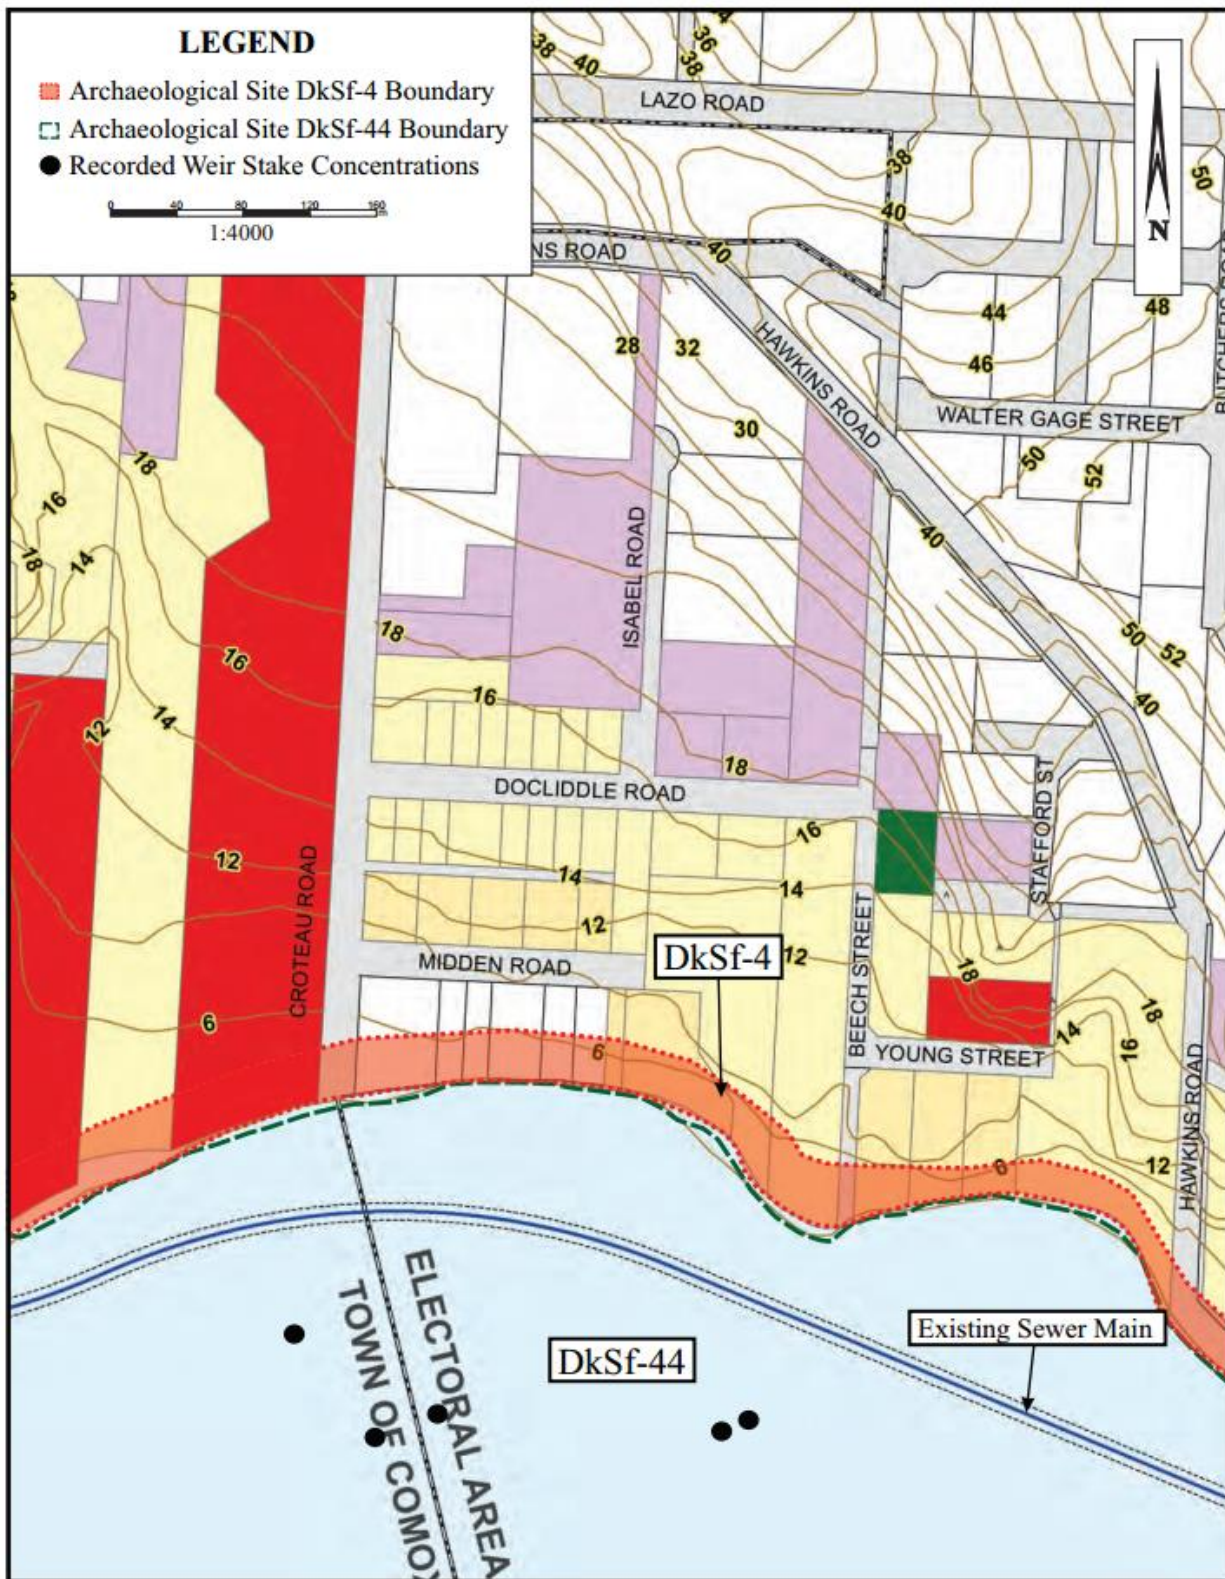 LEGEND
Archaeological Site DkSf-4 Boundary
Archaeological Site DkSf-44 Boundary
Recorded Weir Stake Concentrations
0 40 80 120 160
m
1:4000
N
38
40
36
38
LAZO ROAD
38
40
50
NS ROAD
40
44
48
46
28
32
HAWKINS ROAD
30
WALTER GAGE STREET
50
52
18
16
18
14
40
ISABEL ROAD
18
16
16
50
52
40
14
12
18
DOCLIDDLE ROAD
STAFFORD ST
16
12
14
14
CROTEAU ROAD
12
12
BEECH STREET
MIDDEN ROAD
DkSf-4
18
18
6
14
16
6
YOUNG STREET
HAWKINS ROAD
6
12
ELECTORAL AREA
TOWN OF COMOX
Existing Sewer Main
DkSf-44